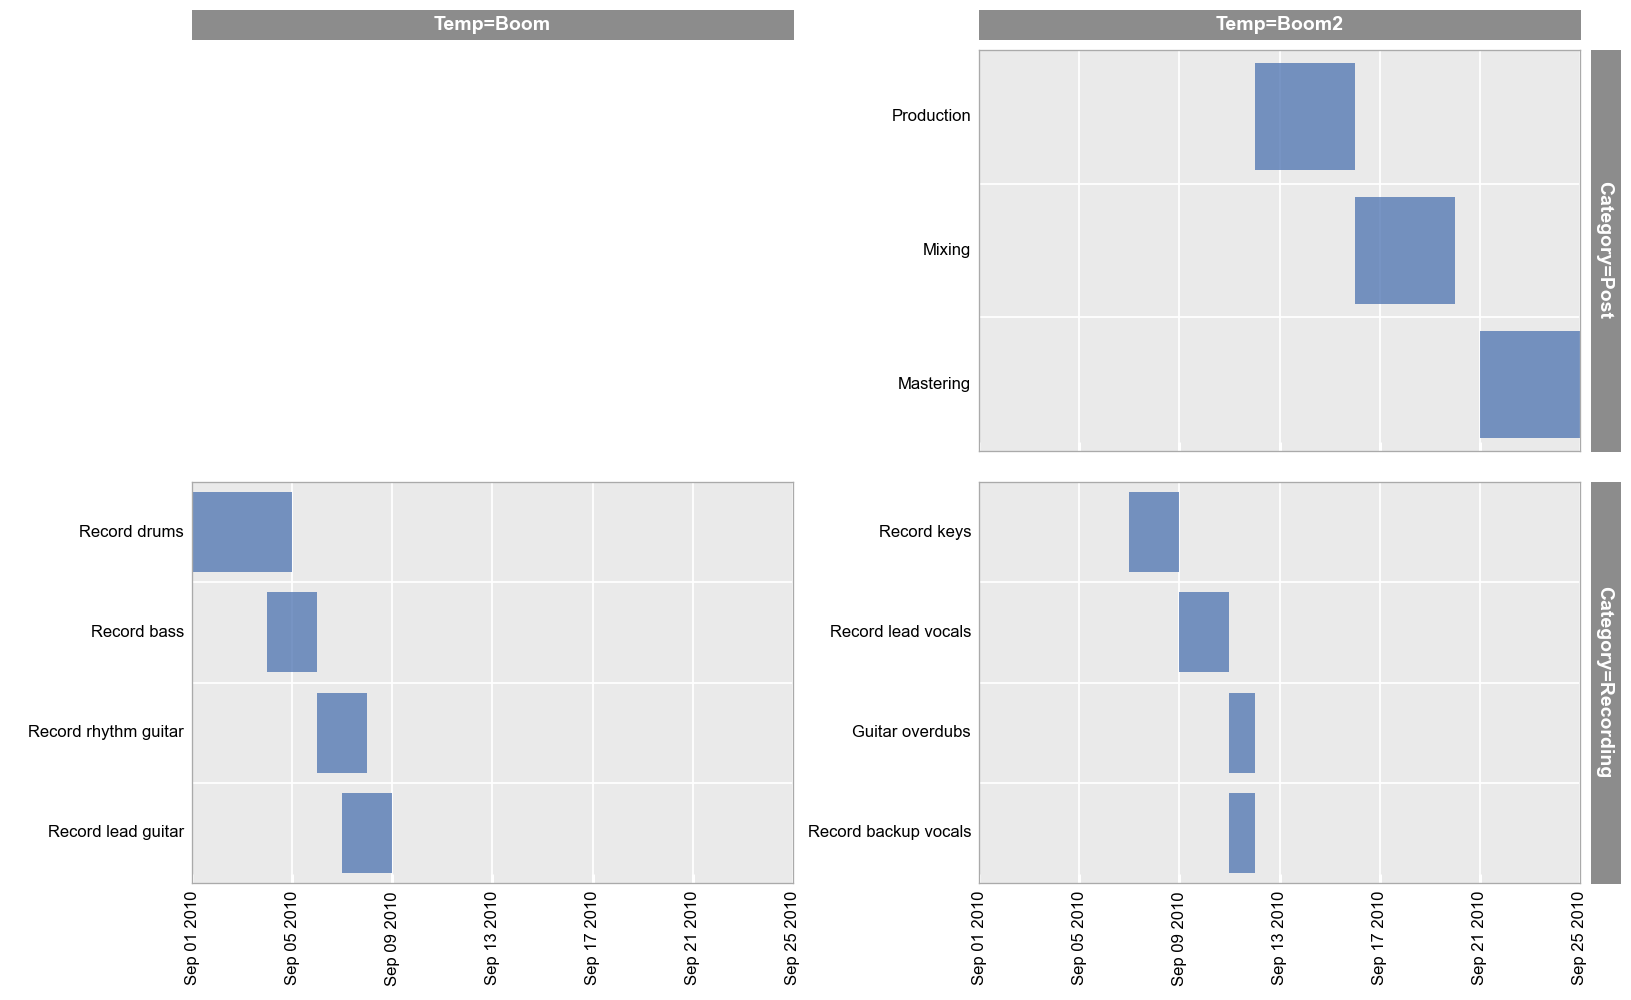 Temp=Boom
Temp=Boom2
Production
Mixing
Mastering
Category=Post
Record drums
Record bass
Record rhythm guitar
Record lead guitar
Record keys
Record lead vocals
Guitar overdubs
Record backup vocals
Category=Recording
Sep 01 2010
Sep 05 2010
Sep 09 2010
Sep 13 2010
Sep 17 2010
Sep 21 2010
Sep 25 2010
Sep 01 2010
Sep 05 2010
Sep 09 2010
Sep 13 2010
Sep 17 2010
Sep 21 2010
Sep 25 2010